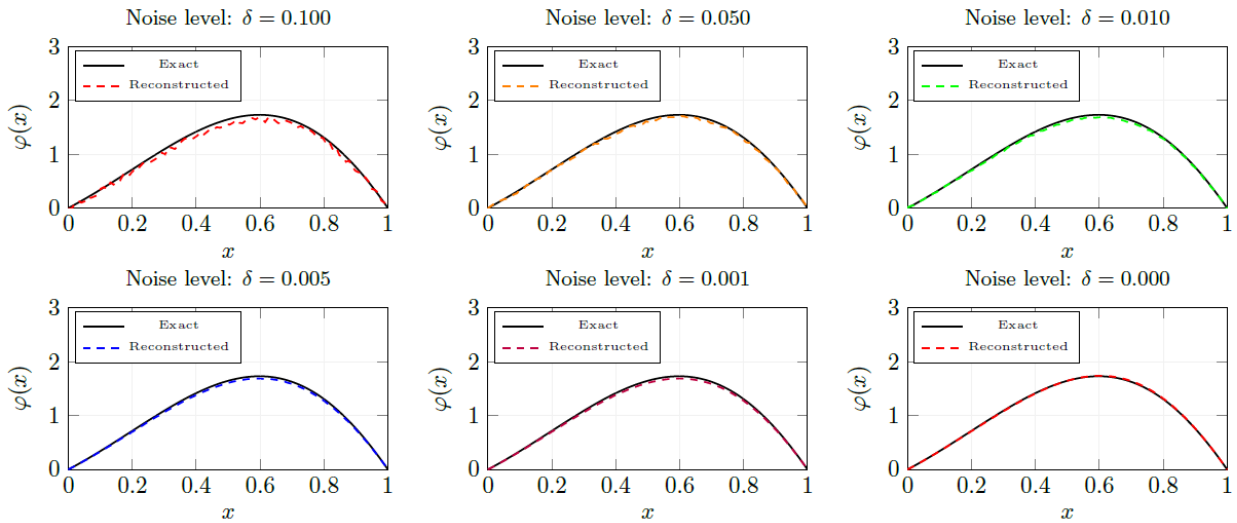 Noise level: δ = 0.100
3
2
1
0
φ(x)
Exact
Reconstructed
0 0.2 0.4 0.6 0.8 1
x
Noise level: δ = 0.050
3
2
1
0
φ(x)
Exact
Reconstructed
0 0.2 0.4 0.6 0.8 1
x
Noise level: δ = 0.010
3
2
1
0
φ(x)
Exact
Reconstructed
0 0.2 0.4 0.6 0.8 1
x
Noise level: δ = 0.005
3
2
1
0
φ(x)
Exact
Reconstructed
0 0.2 0.4 0.6 0.8 1
x
Noise level: δ = 0.001
3
2
1
0
φ(x)
Exact
Reconstructed
0 0.2 0.4 0.6 0.8 1
x
Noise level: δ = 0.000
3
2
1
0
φ(x)
Exact
Reconstructed
0 0.2 0.4 0.6 0.8 1
x